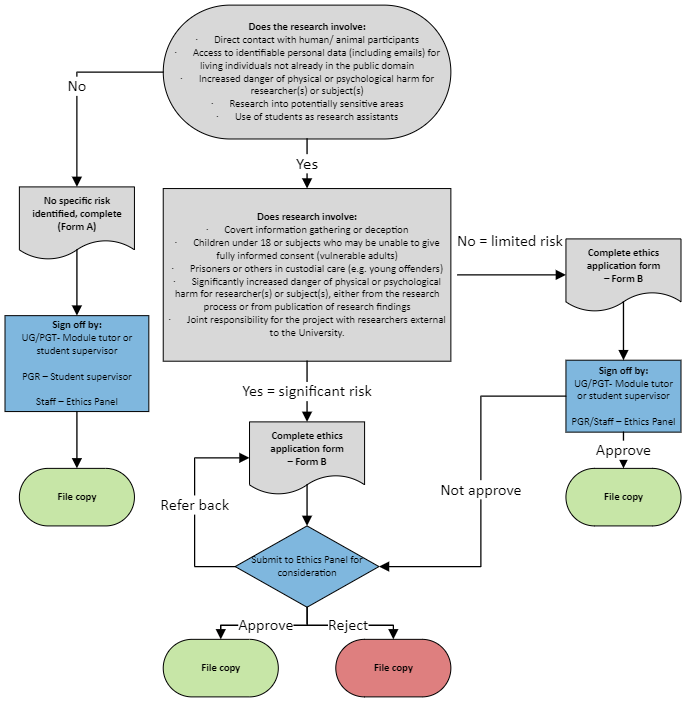 Does the research involve:
· Direct contact with human/ animal participants
· Access to identifiable personal data (including emails) for
living individuals not already in the public domain
· Increased danger of physical or psychological harm for
researcher(s) or subject(s)
· Research into potentially sensitive areas
· Use of students as research assistants
No
Yes
No specific risk
identified, complete
(Form A)
Does research involve:
· Covert information gathering or deception
· Children under 18 or subjects who may be unable to give
fully informed consent (vulnerable adults)
· Prisoners or others in custodial care (e.g. young offenders)
· Significantly increased danger of physical or psychological
harm for researcher(s) or subject(s), either from the research
process or from publication of research findings
· Joint responsibility for the project with researchers external
to the University.
No = limited risk
Complete ethics
application form
– Form B
Sign off by:
UG/PGT- Module tutor or
student supervisor
PGR – Student supervisor
Staff – Ethics Panel
Sign off by:
UG/PGT- Module tutor
or student supervisor
PGR/Staff – Ethics Panel
Yes = significant risk
Complete ethics
application form
– Form B
Approve
Not approve
Refer back
File copy
File copy
Submit to Ethics Panel for
consideration
Approve
Reject
File copy
File copy